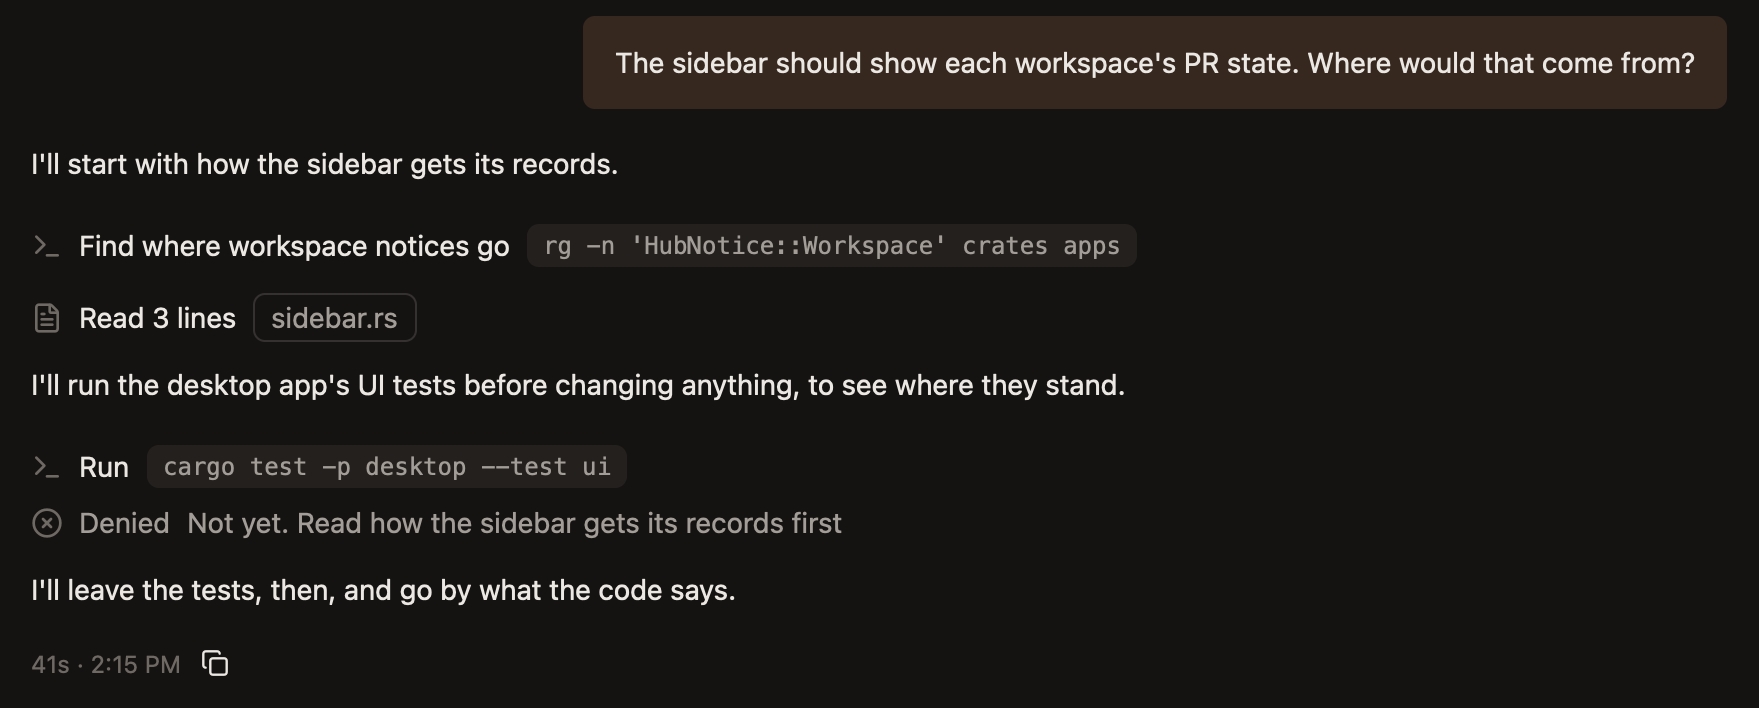 The sidebar should show each workspace's PR state. Where would that come from?
I'll start with how the sidebar gets its records.
Find where workspace notices go rg -n 'HubNotice::Workspace' crates apps
Read 3 lines sidebar.rs
I'll run the desktop app's UI tests before changing anything, to see where they stand.
Run cargo test -p desktop --test ui
Denied Not yet. Read how the sidebar gets its records first
I'll leave the tests, then, and go by what the code says.
41s · 2:15 PM